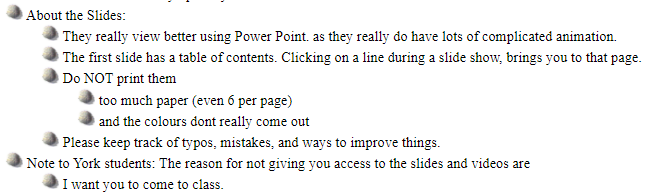 About the Slides:
They really view better using Power Point. as they really do have lots of complicated animation.
The first slide has a table of contents. Clicking on a line during a slide show, brings you to that page.
Do NOT print them
too much paper (even 6 per page)
and the colours dont really come out
Please keep track of typos, mistakes, and ways to improve things.
Note to York students: The reason for not giving you access to the slides and videos are
I want you to come to class.